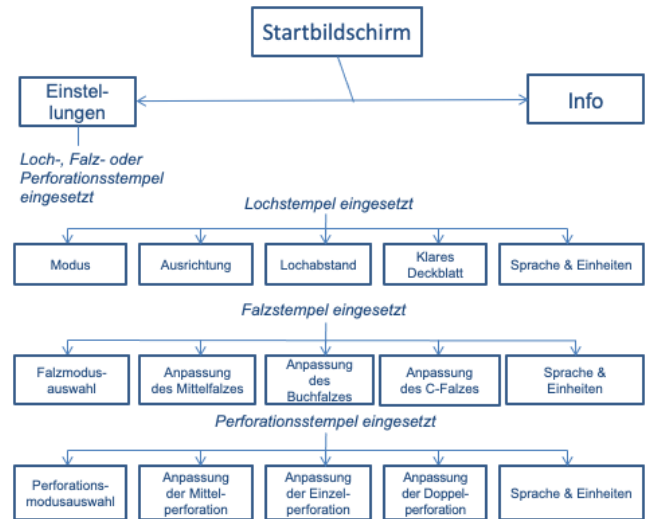 Startbildschirm
Einstel-
lungen
Info
Loch-, Falz- oder
Perforationsstempel
eingesetzt
Lochstempel eingesetzt
Modus
Ausrichtung
Lochabstand
Klares
Deckblatt
Sprache & Einheiten
Falzstempel eingesetzt
Falzmodus-
auswahl
Anpassung
des Mittelfalzes
Anpassung
des
Buchfalzes
Anpassung
des C-Falzes
Sprache &
Einheiten
Perforationsstempel eingesetzt
Perforations-
modusauswahl
Anpassung
der Mittel-
perforation
Anpassung
der Einzel-
perforation
Anpassung
der Doppel-
perforation
Sprache & Einheiten